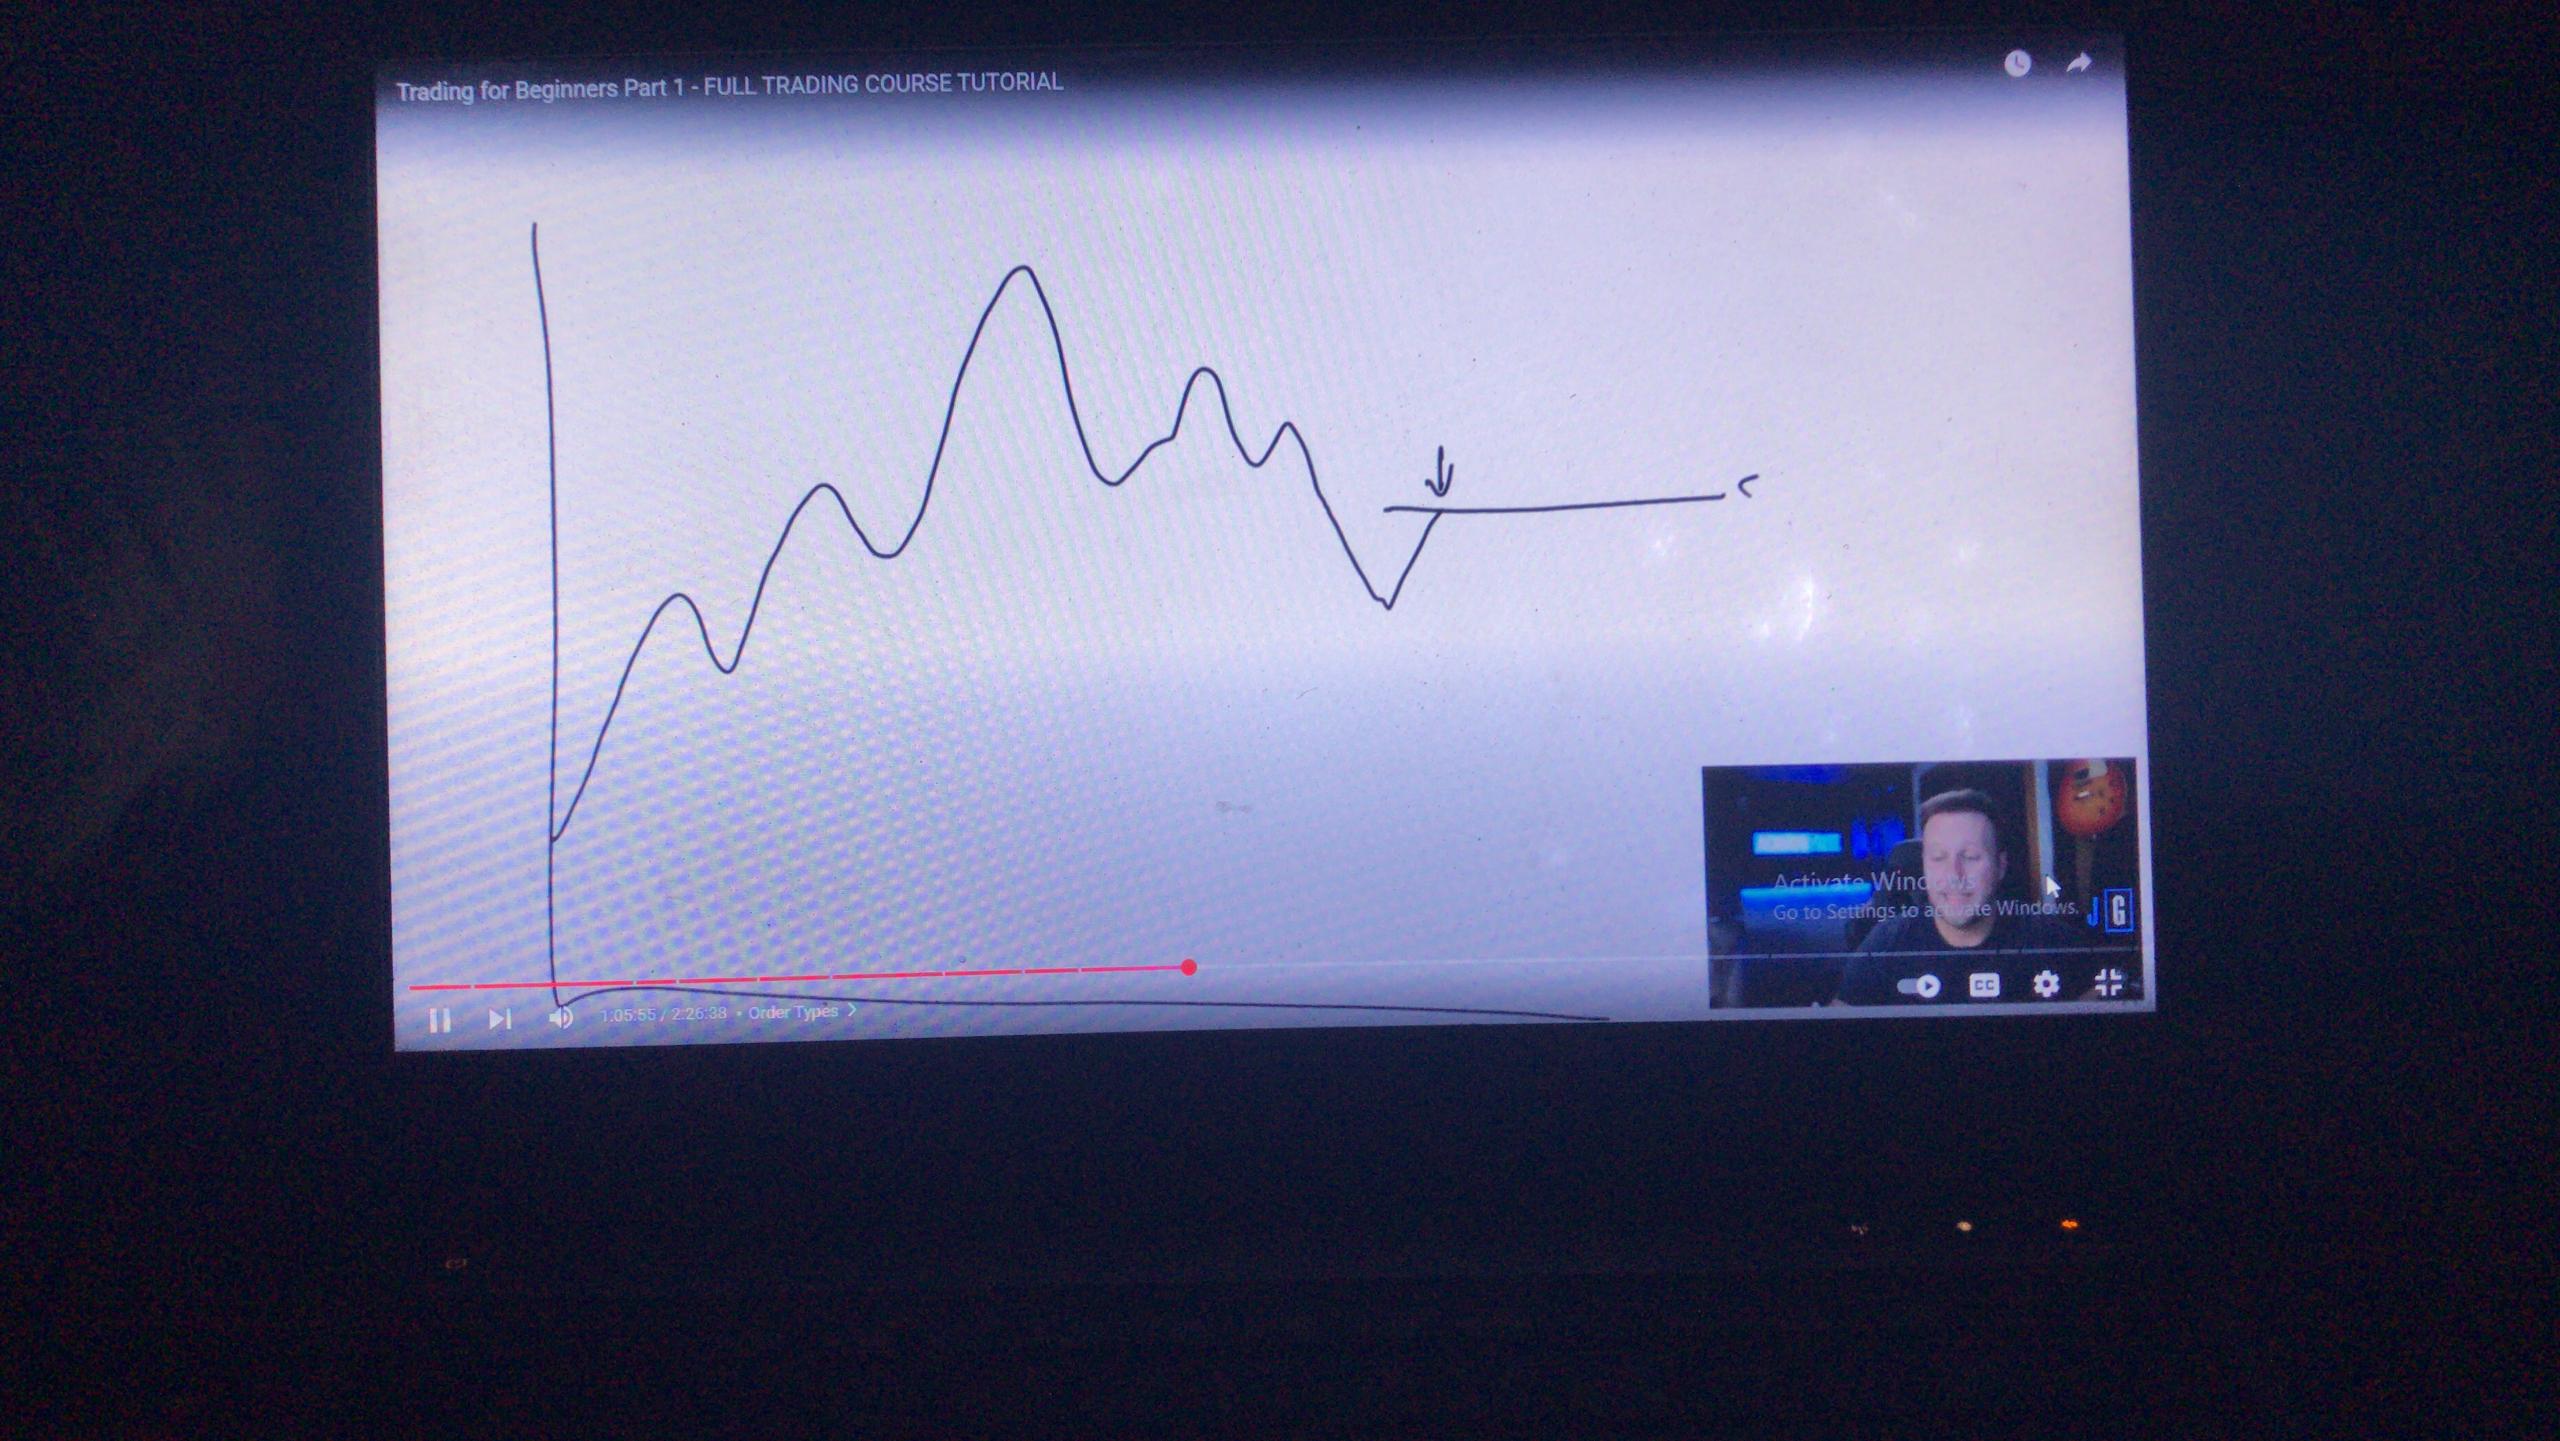 Trading for Beginners Part 1 - FULL TRADING COURSE TUTORIAL
Activate Windows
Go to Settings to activate Windows.
JG
CC
1:05:55 / 2:26:38 • Order Types >